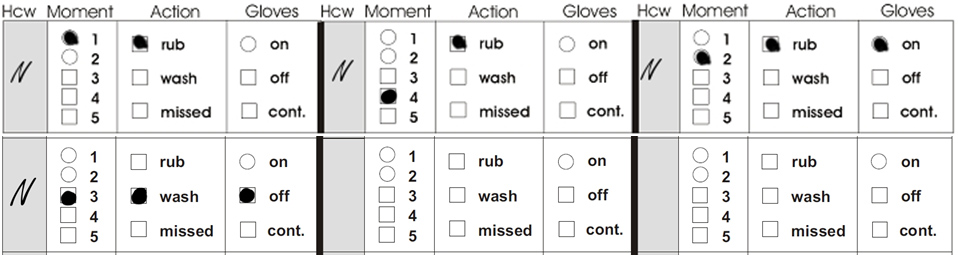 Hcw Moment Action Gloves Hcw Moment Action Gloves Hcw Moment Action Gloves
N 1 2 3 4 5 rub wash missed on off cont.
N 1 2 3 4 5 rub wash missed on off cont.
N 1 2 3 4 5 rub wash missed on off cont.
N 1 2 3 4 5 rub wash missed on off cont.
1 2 3 4 5 rub wash missed on off cont.
1 2 3 4 5 rub wash missed on off cont.